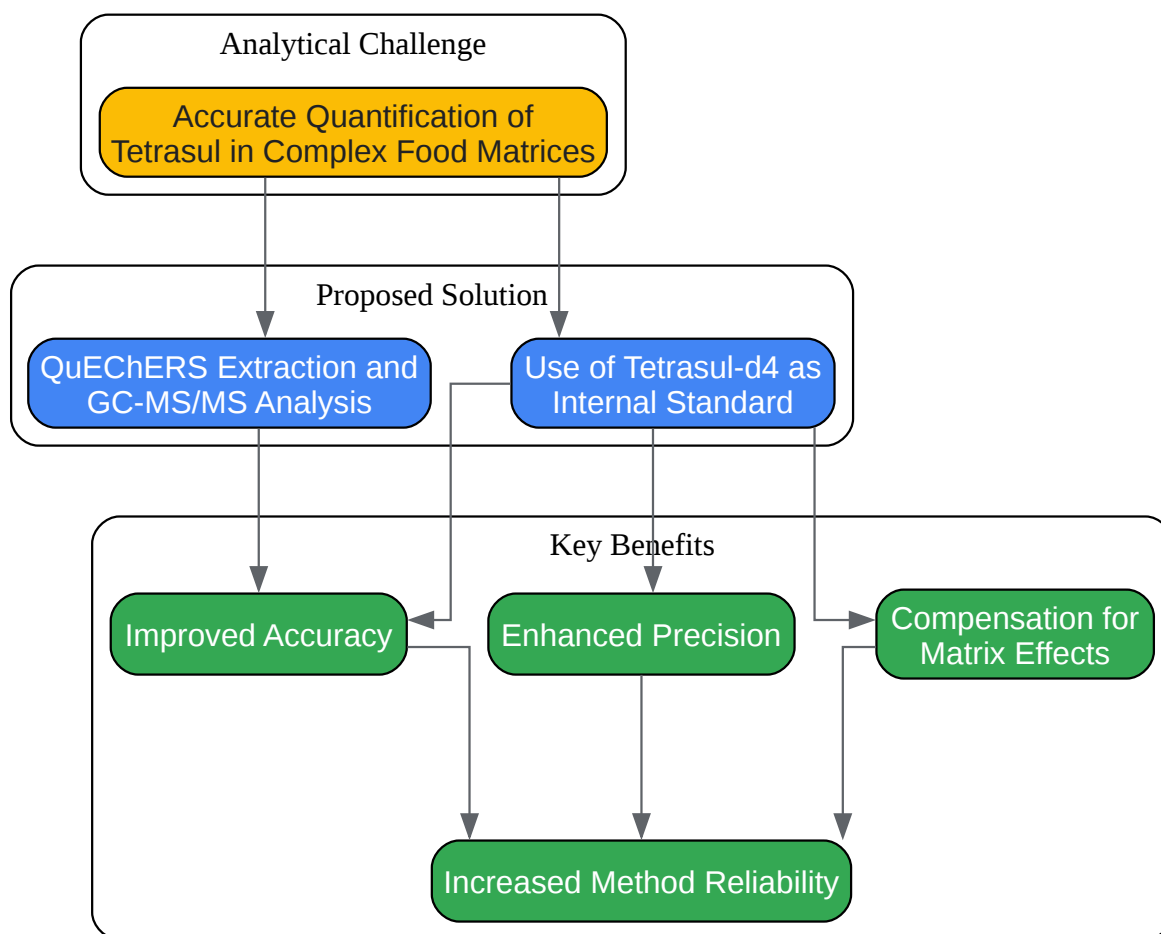 Analytical Challenge
Accurate Quantification of
Tetrasul in Complex Food Matrices
Proposed Solution
QuEChERS Extraction and
GC-MS/MS Analysis
Use of Tetrasul-d4 as
Internal Standard
Key Benefits
Improved Accuracy
Enhanced Precision
Compensation for
Matrix Effects
Increased Method Reliability